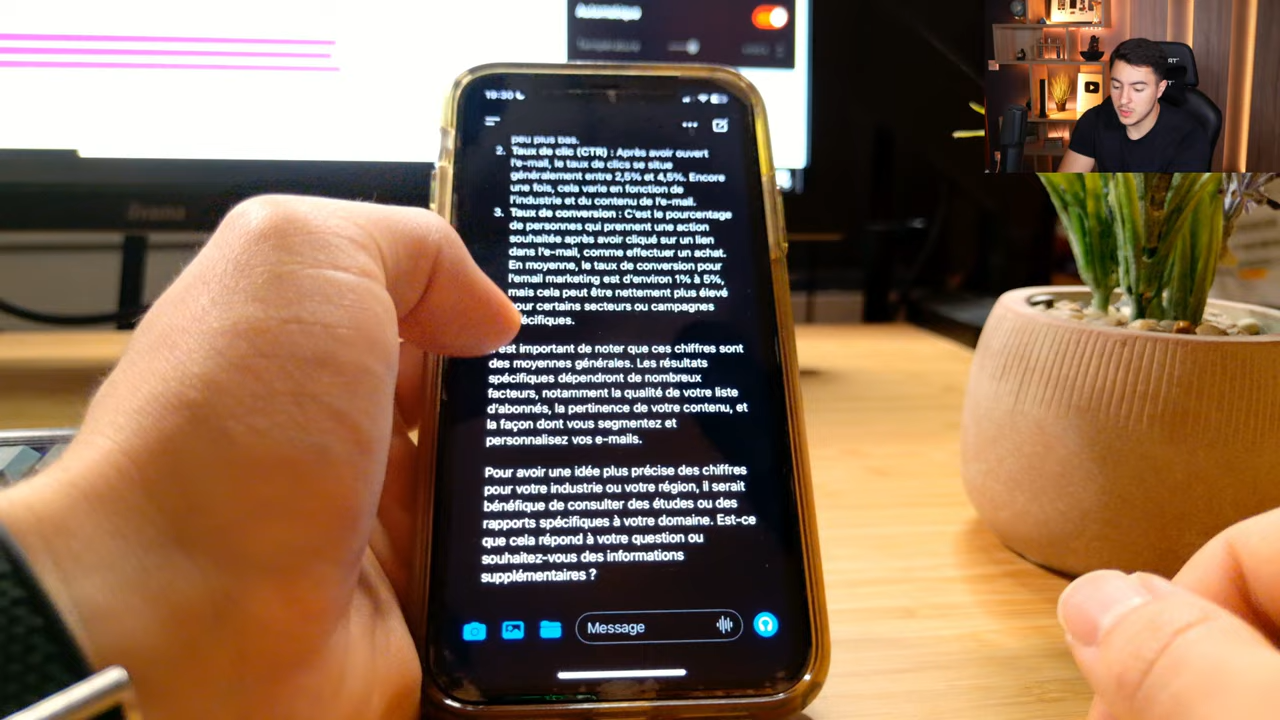 Automatique
Température
iiyama
19:30
peu plus bas.
2. Taux de clic (CTR) : Après avoir ouvert
l'e-mail, le taux de clics se situe
généralement entre 2,5% et 4,5%. Encore
une fois, cela varie en fonction de
l'industrie et du contenu de l'e-mail.
3. Taux de conversion : C'est le pourcentage
de personnes qui prennent une action
souhaitée après avoir cliqué sur un lien
dans l'e-mail, comme effectuer un achat.
En moyenne, le taux de conversion pour
l'email marketing est d'environ 1% à 5%,
mais cela peut être nettement plus élevé
pour certains secteurs ou campagnes
spécifiques.
est important de noter que ces chiffres sont
des moyennes générales. Les résultats
spécifiques dépendront de nombreux
facteurs, notamment la qualité de votre liste
d'abonnés, la pertinence de votre contenu, et
la façon dont vous segmentez et
personnalisez vos e-mails.
Pour avoir une idée plus précise des chiffres
pour votre industrie ou votre région, il serait
bénéfique de consulter des études ou des
rapports spécifiques à votre domaine. Est-ce
que cela répond à votre question ou
souhaitez-vous des informations
supplémentaires ?
Message